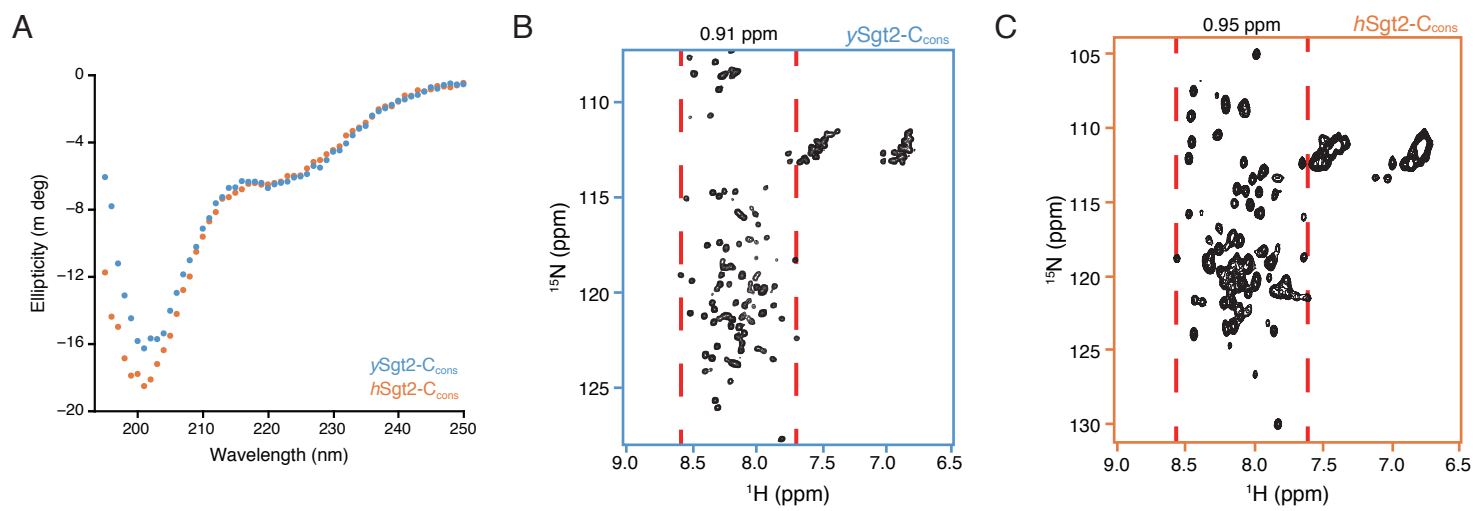 A
0
−4
−8
−12
−16
−20
200
210
220
230
240
250
Ellipticity (m deg)
Wavelength (nm)
ySgt2-Ccons
hSgt2-Ccons
B
0.91 ppm
ySgt2-Ccons
110
115
120
125
15N (ppm)
9.0
8.5
8.0
7.5
7.0
6.5
1H (ppm)
C
0.95 ppm
hSgt2-Ccons
105
110
115
120
125
130
15N (ppm)
9.0
8.5
8.0
7.5
7.0
6.5
1H (ppm)